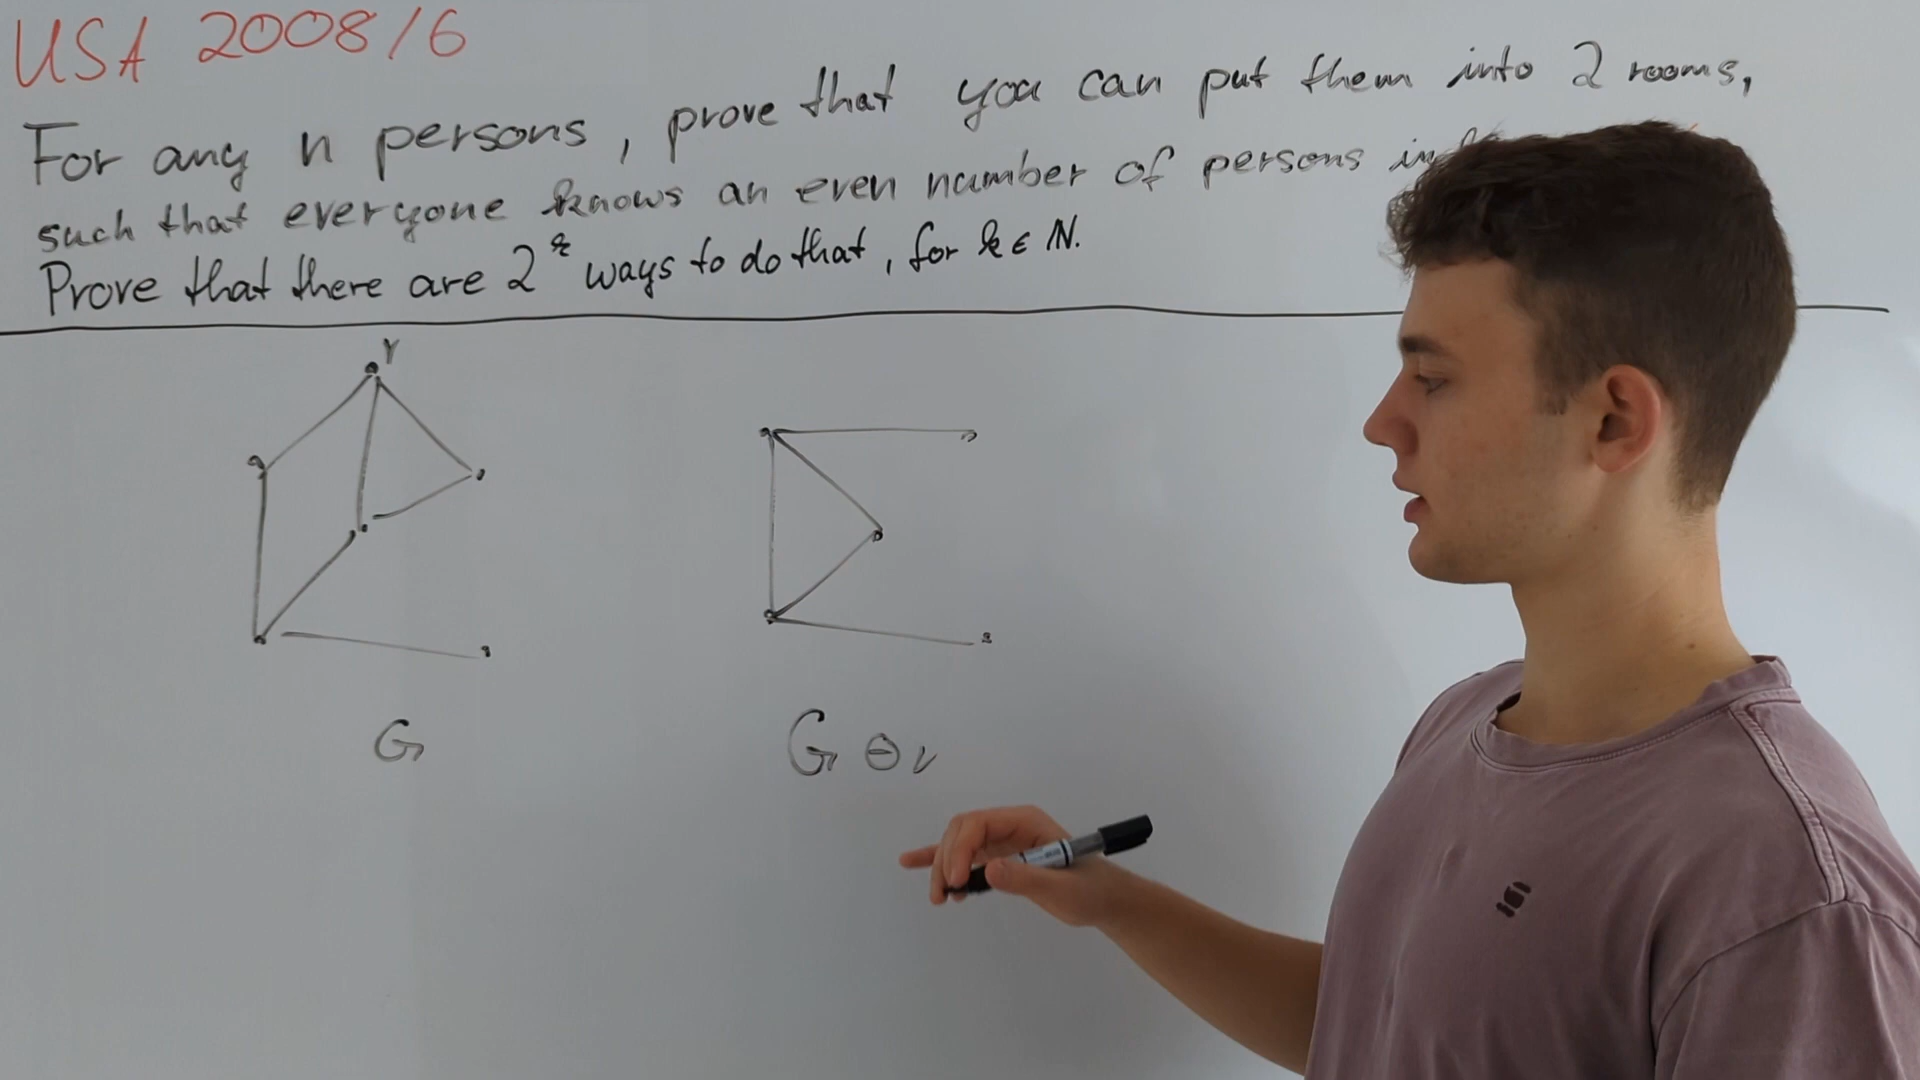 USA 2008/6
For any n persons, prove that you can put them into 2 rooms,
such that everyone knows an even number of persons in
Prove that there are 2^k ways to do that, for k ∈ N.
v
G
G ⊖ v